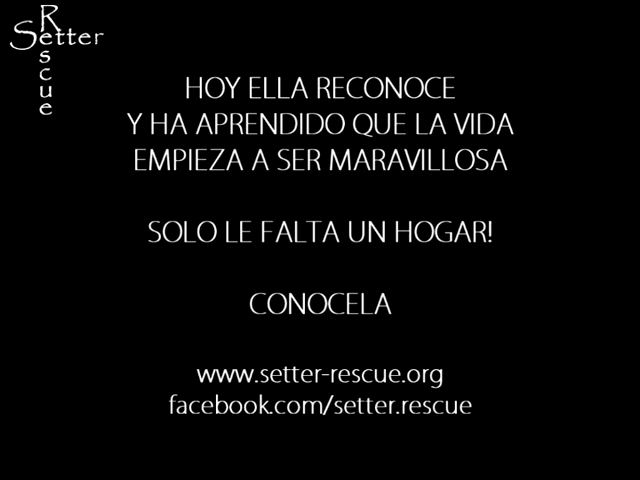 Setter
Rescue
HOY ELLA RECONOCE
Y HA APRENDIDO QUE LA VIDA
EMPIEZA A SER MARAVILLOSA
SOLO LE FALTA UN HOGAR!
CONOCELA
www.setter-rescue.org
facebook.com/setter.rescue